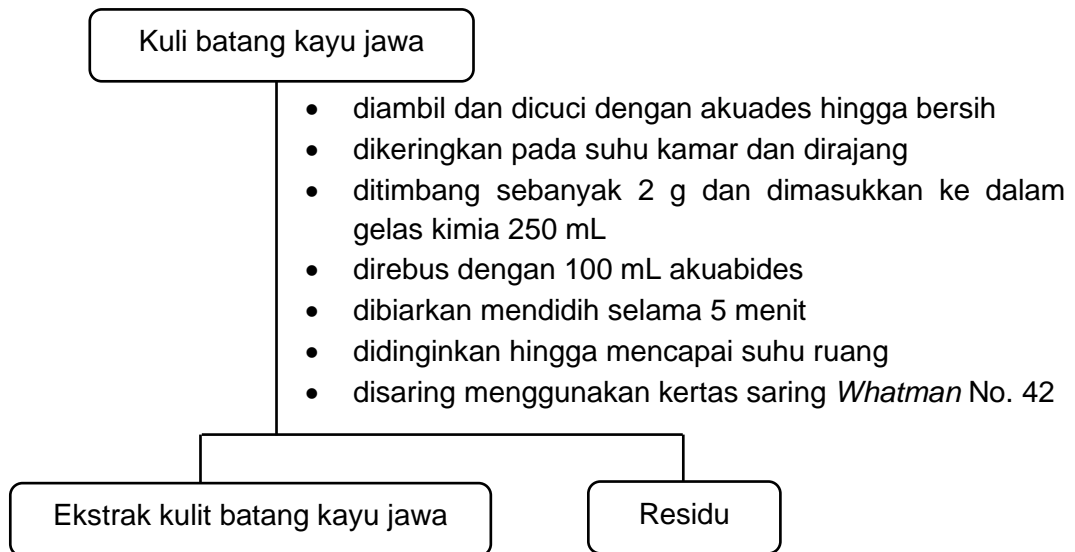 Kuli batang kayu jawa
• diambil dan dicuci dengan akuades hingga bersih
• dikeringkan pada suhu kamar dan dirajang
• ditimbang sebanyak 2 g dan dimasukkan ke dalam
gelas kimia 250 mL
• direbus dengan 100 mL akuabides
• dibiarkan mendidih selama 5 menit
• didinginkan hingga mencapai suhu ruang
• disaring menggunakan kertas saring Whatman No. 42
Ekstrak kulit batang kayu jawa
Residu